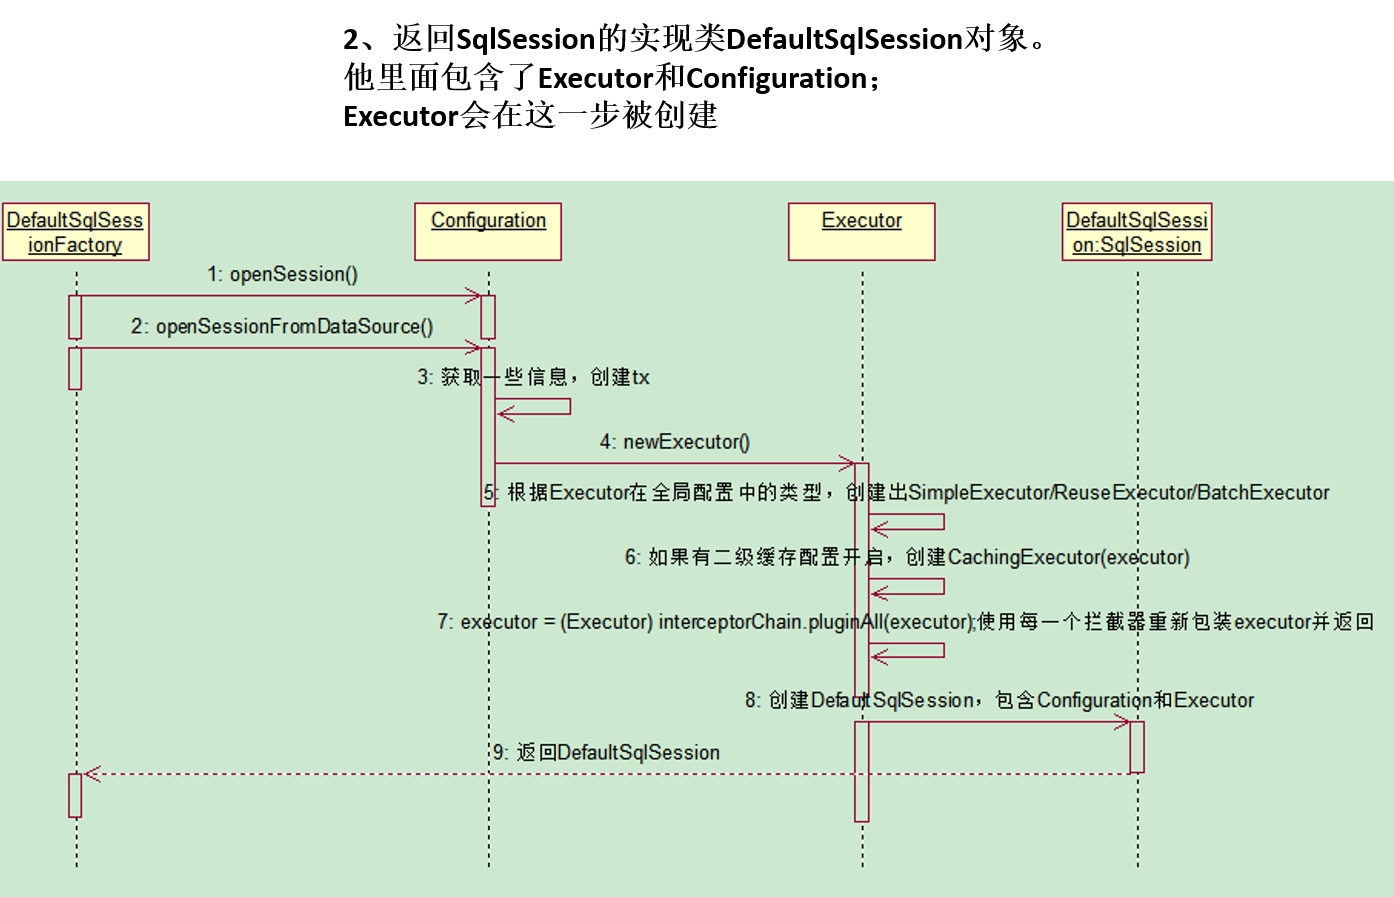 2、返回SqlSession的实现类DefaultSqlSession对象。
他里面包含了Executor和Configuration；
Executor会在这一步被创建
DefaultSqlSess
ionFactory
Configuration
Executor
DefaultSqlSessi
on:SqlSession
1: openSession()
2: openSessionFromDataSource()
3: 获取一些信息，创建tx
4: newExecutor()
5: 根据Executor在全局配置中的类型，创建出SimpleExecutor/ReuseExecutor/BatchExecutor
6: 如果有二级缓存配置开启，创建CachingExecutor(executor)
7: executor = (Executor) interceptorChain.pluginAll(executor);使用每一个拦截器重新包装executor并返回
8: 创建DefaultSqlSession，包含Configuration和Executor
9: 返回DefaultSqlSession